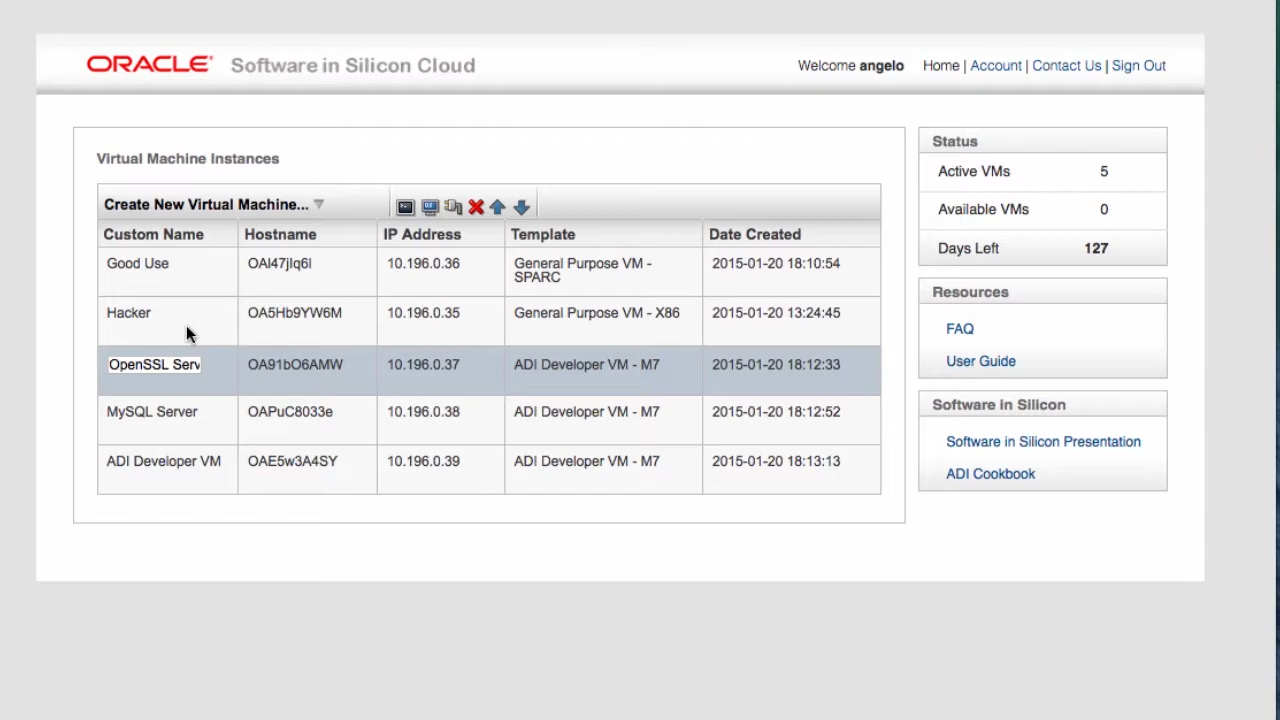 ORACLE Software in Silicon Cloud
Welcome angelo Home | Account | Contact Us | Sign Out
Virtual Machine Instances
Create New Virtual Machine...
Custom Name Hostname IP Address Template Date Created
Good Use OAl47jlq6l 10.196.0.36 General Purpose VM - 2015-01-20 18:10:54
SPARC
Hacker OA5Hb9YW6M 10.196.0.35 General Purpose VM - X86 2015-01-20 13:24:45
OpenSSL Serv OA91bO6AMW 10.196.0.37 ADI Developer VM - M7 2015-01-20 18:12:33
MySQL Server OAPuC8033e 10.196.0.38 ADI Developer VM - M7 2015-01-20 18:12:52
ADI Developer VM OAE5w3A4SY 10.196.0.39 ADI Developer VM - M7 2015-01-20 18:13:13
Status
Active VMs 5
Available VMs 0
Days Left 127
Resources
FAQ
User Guide
Software in Silicon
Software in Silicon Presentation
ADI Cookbook